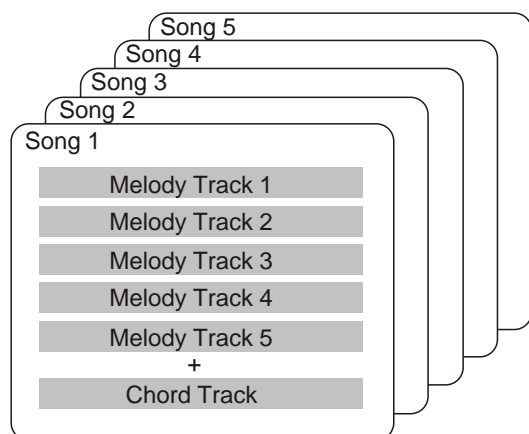 Song 5
Song 4
Song 3
Song 2
Song 1
Melody Track 1
Melody Track 2
Melody Track 3
Melody Track 4
Melody Track 5
+
Chord Track